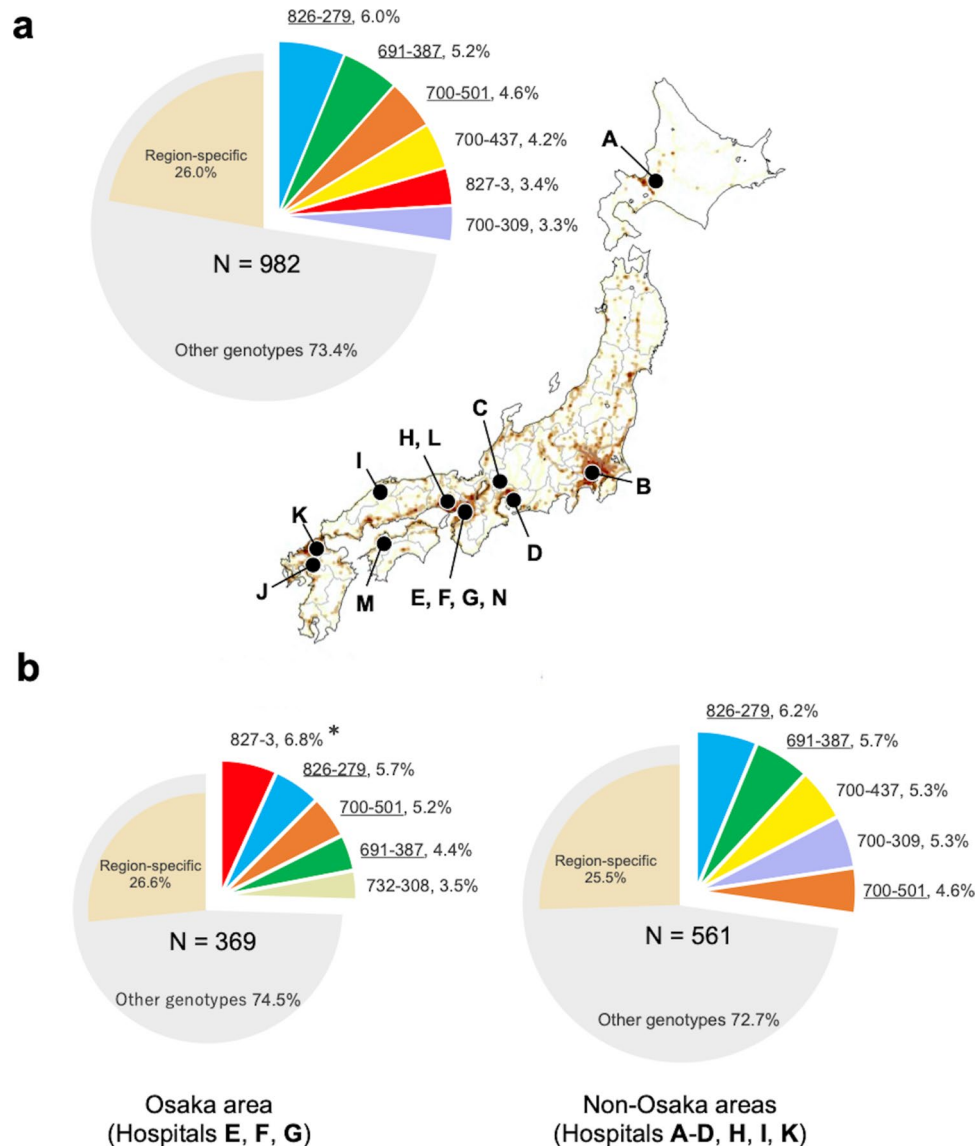 a
826-279, 6.0%
691-387, 5.2%
700-501, 4.6%
700-437, 4.2%
827-3, 3.4%
700-309, 3.3%
Region-specific
26.0%
N = 982
Other genotypes 73.4%
A
B
C
D
H, L
I
K
J
M
E, F, G, N
b
827-3, 6.8% *
826-279, 5.7%
700-501, 5.2%
691-387, 4.4%
732-308, 3.5%
Region-specific
26.6%
N = 369
Other genotypes 74.5%
Osaka area
(Hospitals E, F, G)
826-279, 6.2%
691-387, 5.7%
700-437, 5.3%
700-309, 5.3%
700-501, 4.6%
Region-specific
25.5%
N = 561
Other genotypes 72.7%
Non-Osaka areas
(Hospitals A-D, H, I, K)